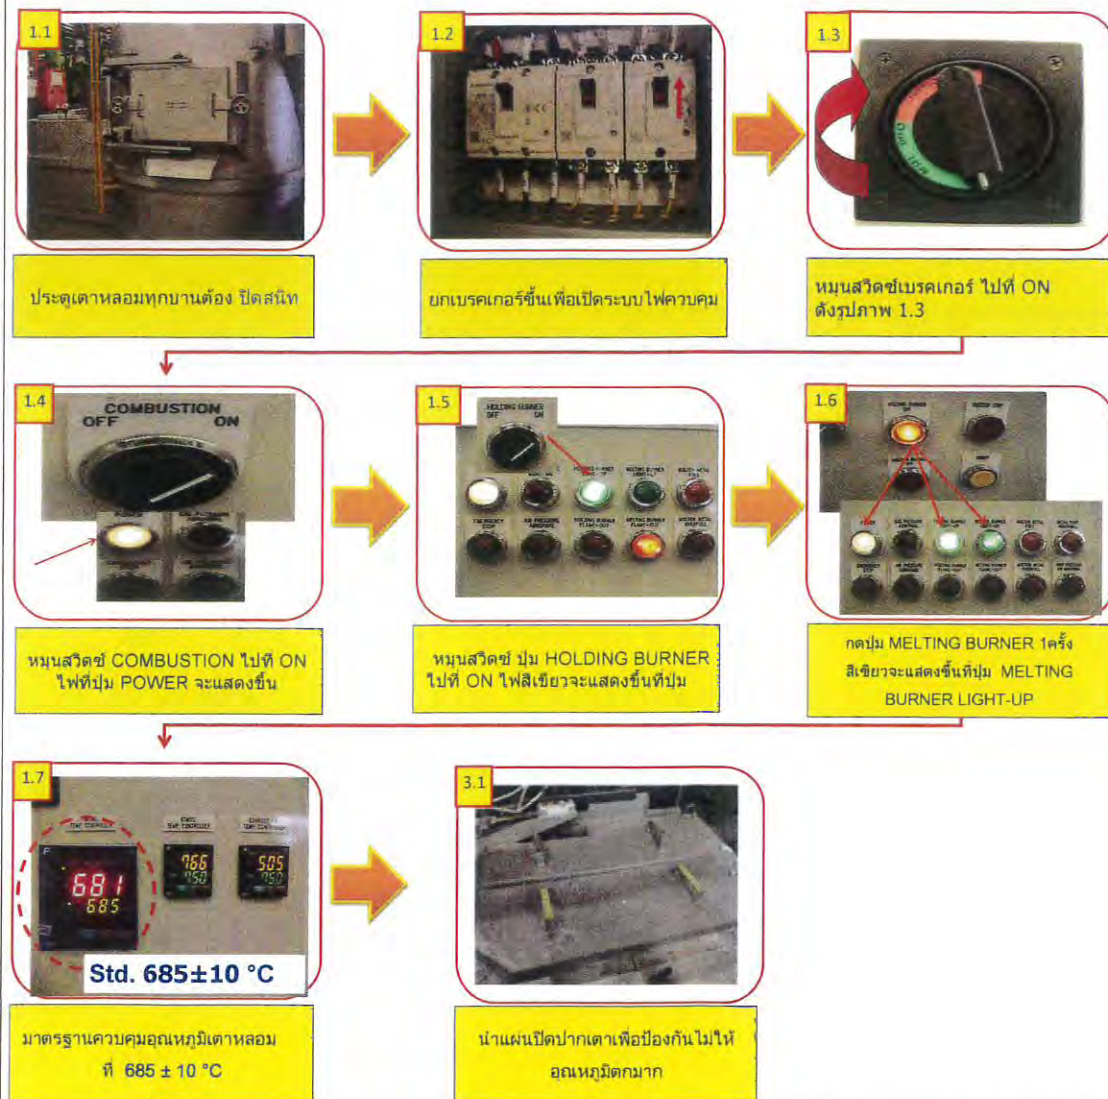 1.1
1.2
1.3
OFF
RESET
ประตูเตาหลอมทุกบานต้อง ปิดสนิท
ยกเบรคเกอร์ขึ้นเพื่อเปิดระบบไฟควบคุม
หมุนสวิตช์เบรคเกอร์ ไปที่ ON
ดังรูปภาพ 1.3
1.4
COMBUSTION
OFF ON
1.5
HOLDING BURNER
OFF ON
EMERGENCY
STOP
1.6
หมุนสวิตช์ COMBUSTION ไปที่ ON
ไฟที่ปุ่ม POWER จะแสดงขึ้น
หมุนสวิตช์ ปุ่ม HOLDING BURNER
ไปที่ ON ไฟสีเขียวจะแสดงขึ้นที่ปุ่ม
กดปุ่ม MELTING BURNER 1ครั้ง
สีเขียวจะแสดงขึ้นที่ปุ่ม MELTING
BURNER LIGHT-UP
1.7
TEMP CONTROLLER
TEMP CONTROLLER
TEMP CONTROLLER
681
685
766
750
505
750
Std. 685±10 °C
3.1
มาตรฐานควบคุมอุณหภูมิเตาหลอม
ที่ 685 ± 10 °C
นำแผ่นปิดปากเตาเพื่อป้องกันไม่ให้
อุณหภูมิตกมาก